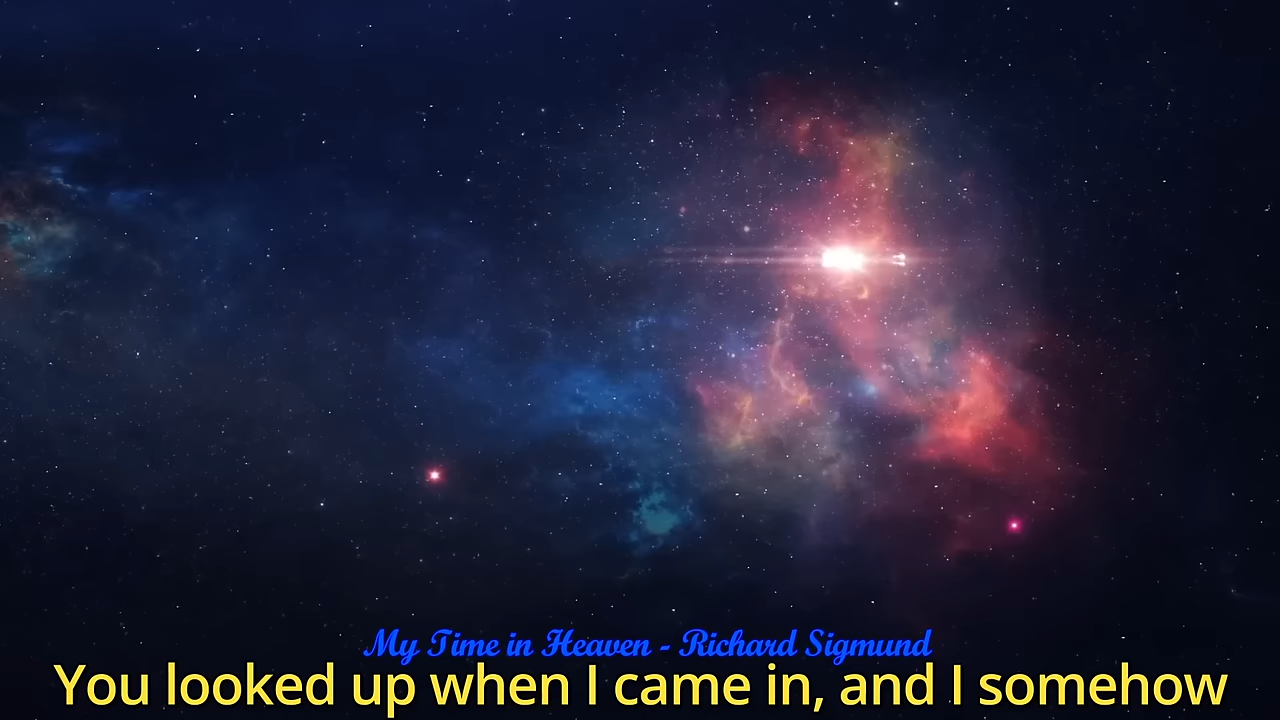 My Time in Heaven - Richard Sigmund
You looked up when I came in, and I somehow